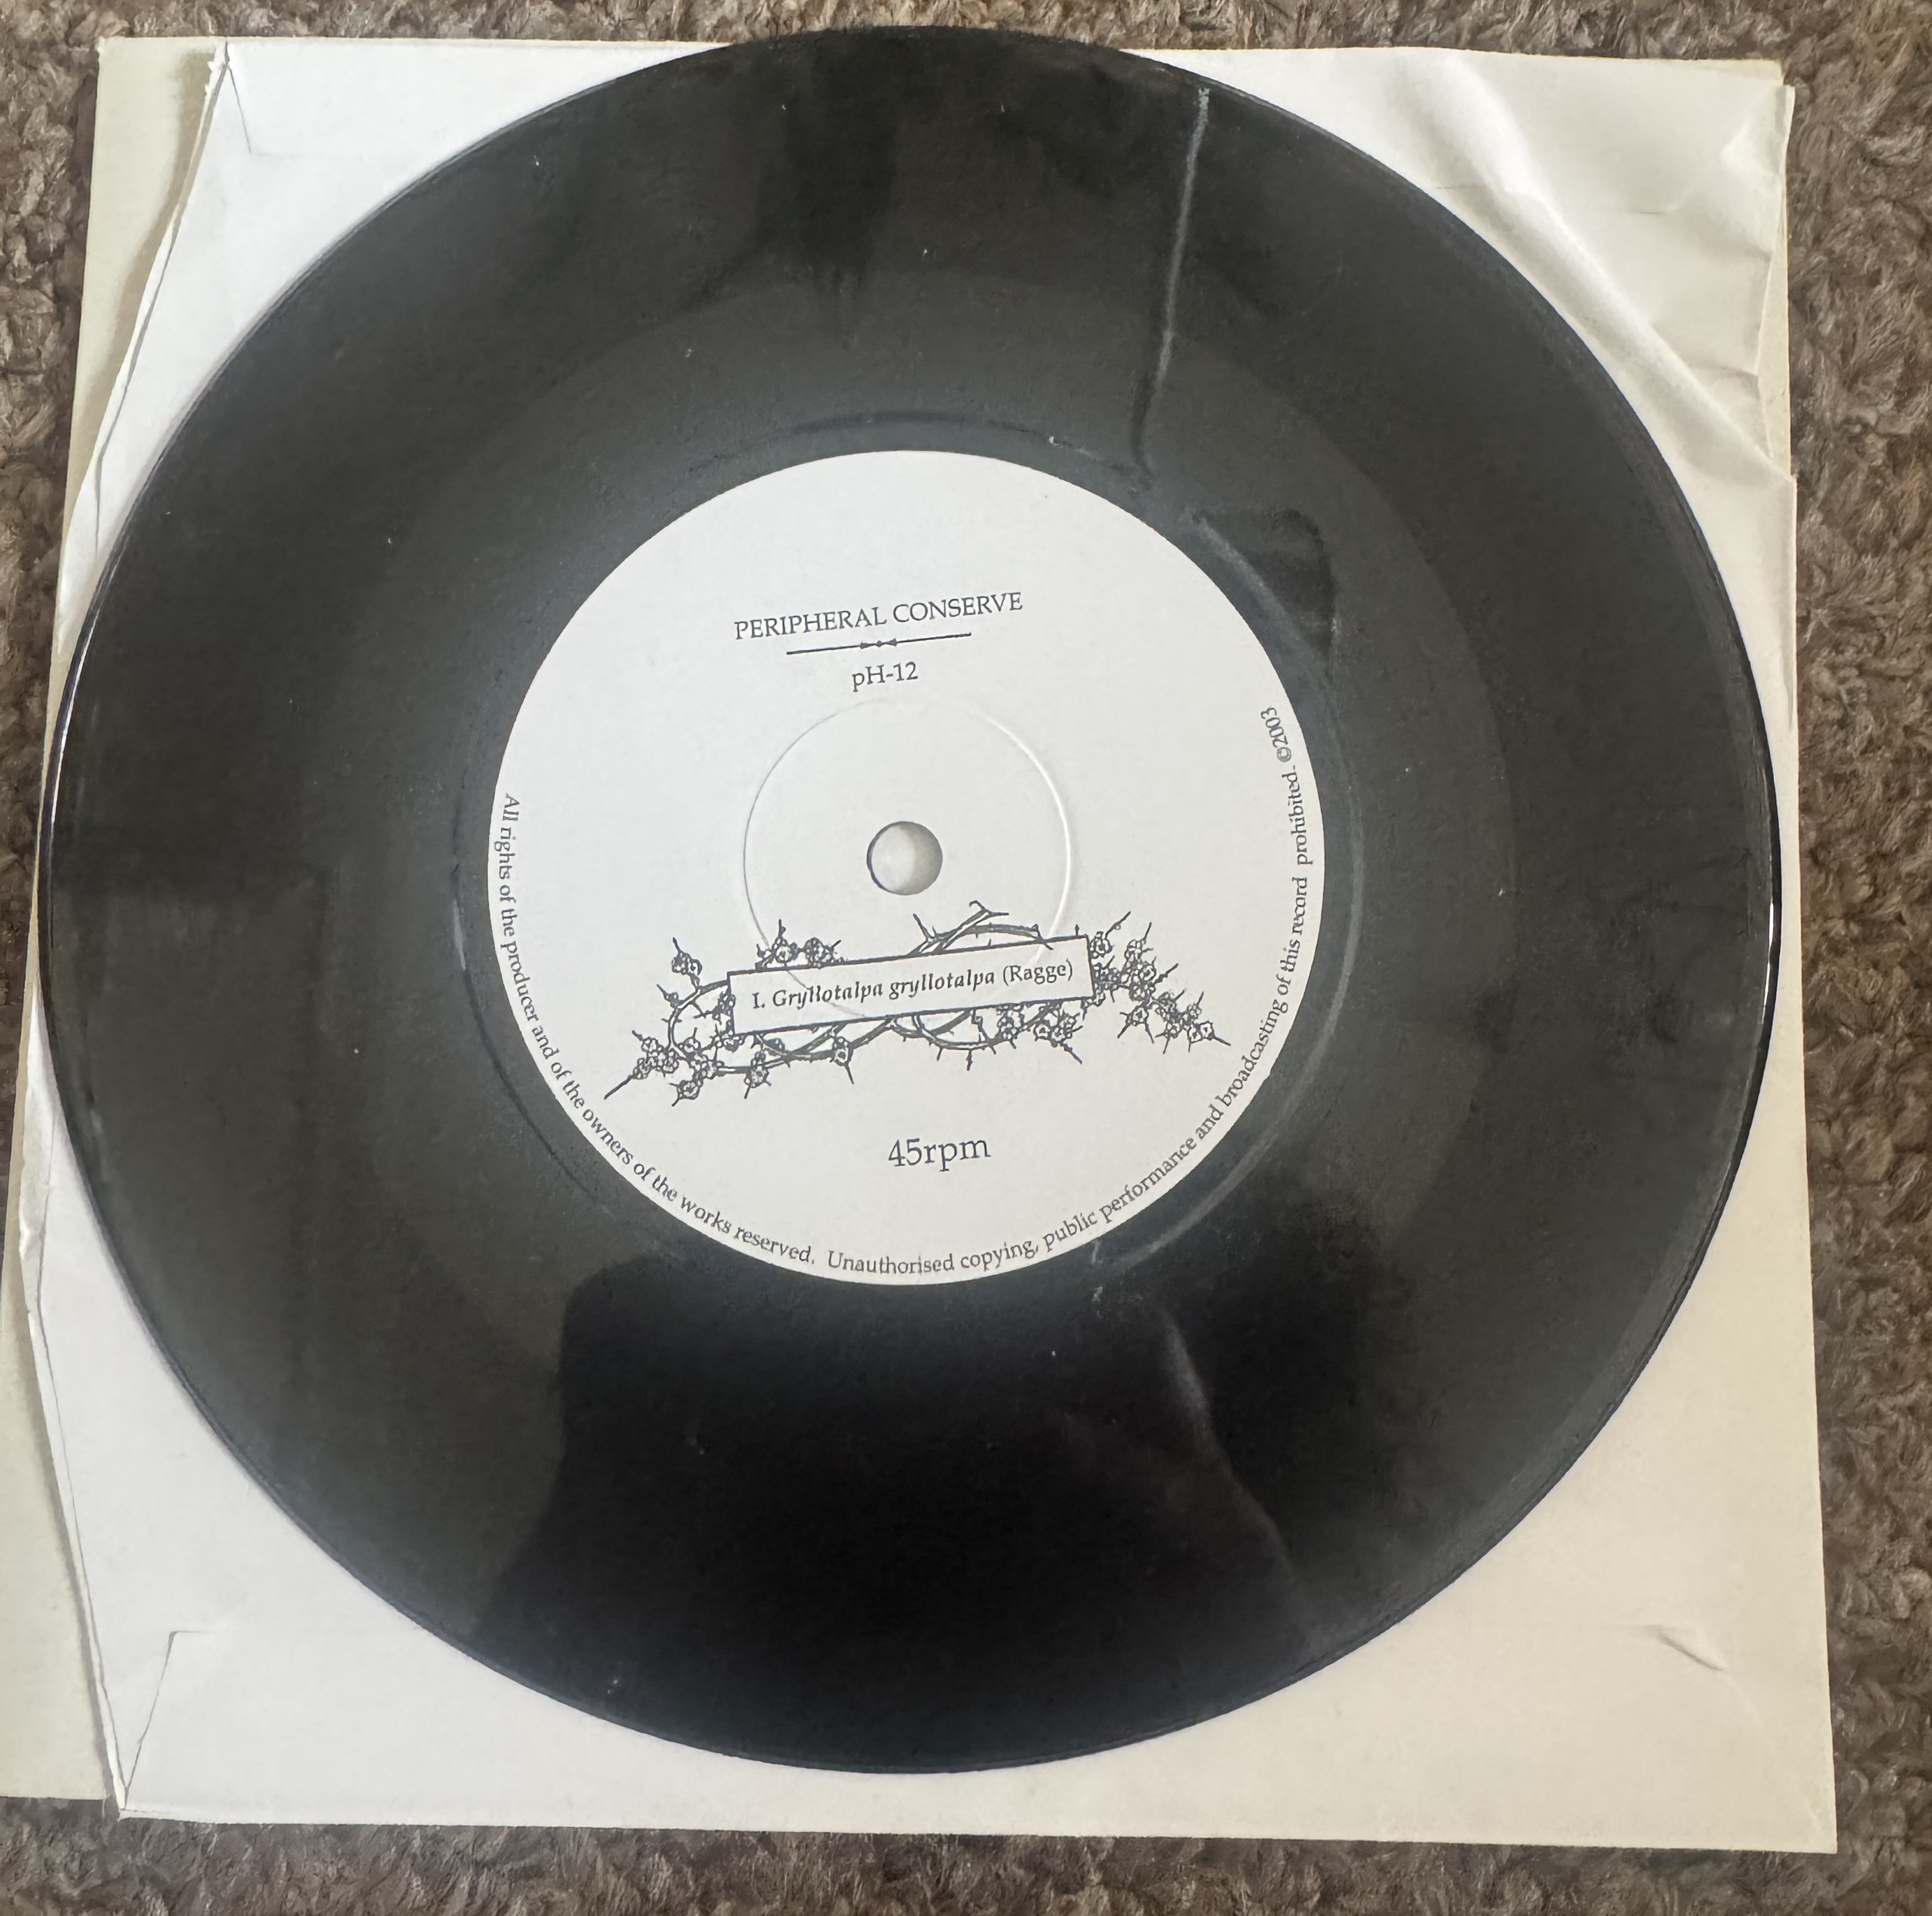 PERIPHERAL CONSERVE
pH-12
I. Gryllotalpa gryllotalpa (Ragge)
45rpm
All rights of the producer and of the owners of the works reserved. Unauthorised copying, public performance and broadcasting of this record prohibited. ©2003